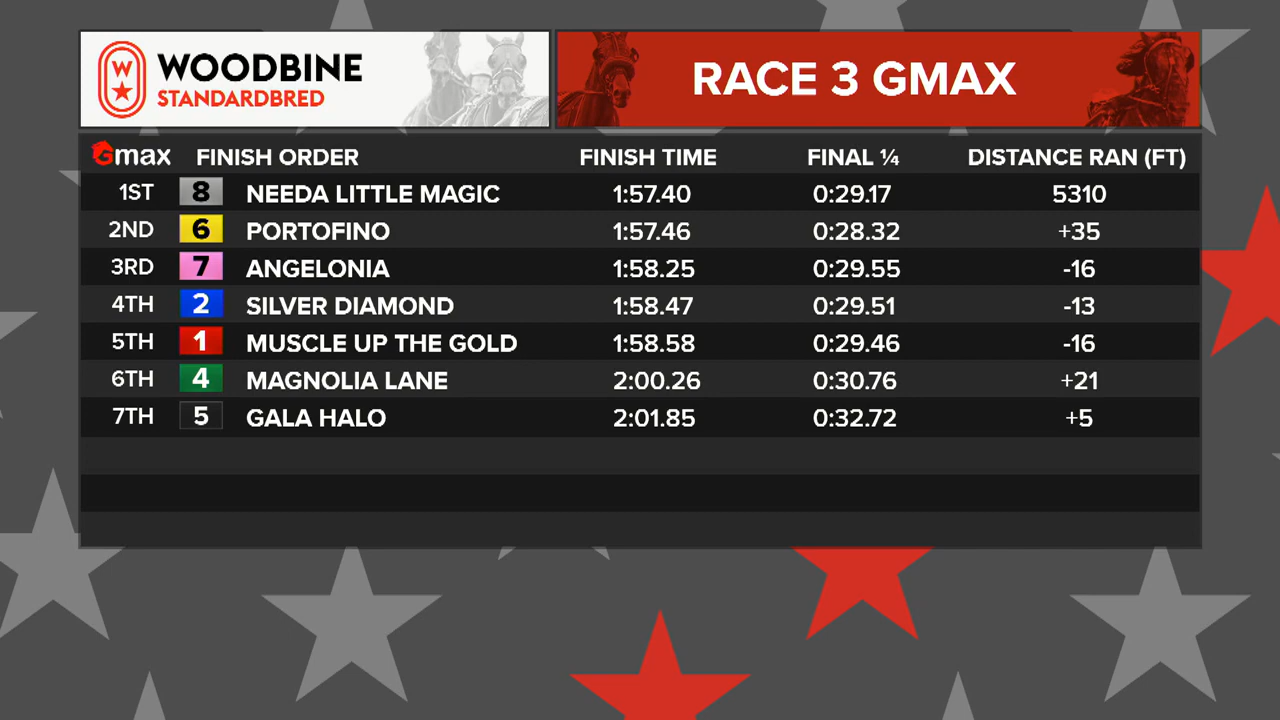 W WOODBINE
STANDARDBRED
RACE 3 GMAX
Gmax FINISH ORDER FINISH TIME FINAL ¼ DISTANCE RAN (FT)
1ST 8 NEEDA LITTLE MAGIC 1:57.40 0:29.17 5310
2ND 6 PORTOFINO 1:57.46 0:28.32 +35
3RD 7 ANGELONIA 1:58.25 0:29.55 -16
4TH 2 SILVER DIAMOND 1:58.47 0:29.51 -13
5TH 1 MUSCLE UP THE GOLD 1:58.58 0:29.46 -16
6TH 4 MAGNOLIA LANE 2:00.26 0:30.76 +21
7TH 5 GALA HALO 2:01.85 0:32.72 +5